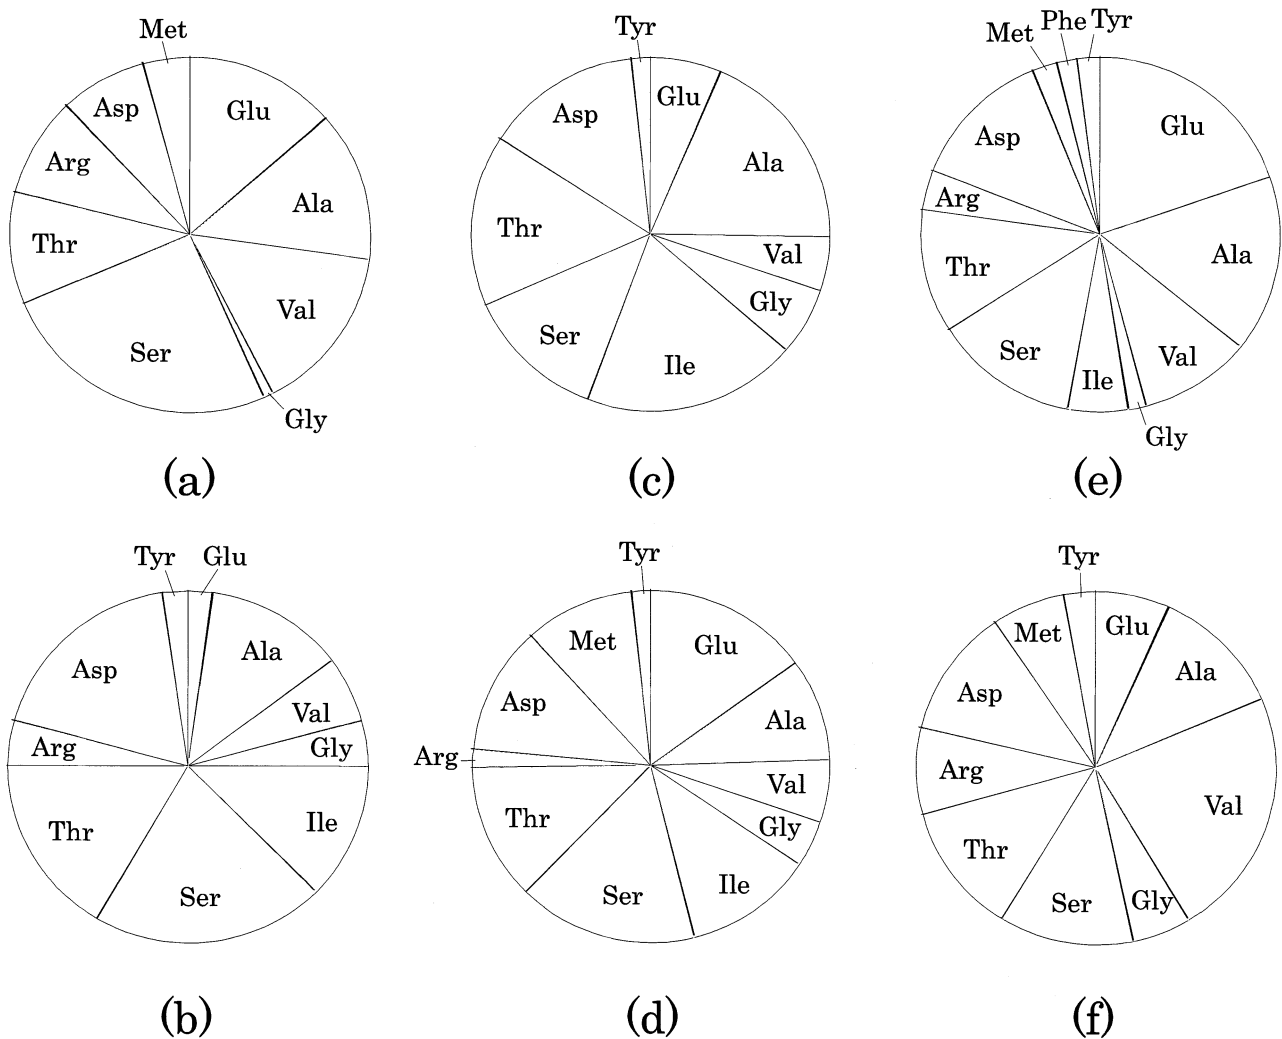 Met
Glu
Ala
Val
Gly
Ser
Thr
Arg
Asp
(a)
Tyr
Glu
Ala
Val
Gly
Ile
Ser
Thr
Asp
(c)
Met
Phe
Tyr
Glu
Ala
Val
Gly
Ile
Ser
Thr
Arg
Asp
(e)
Tyr
Glu
Ala
Val
Gly
Ile
Ser
Thr
Arg
Asp
(b)
Tyr
Glu
Ala
Val
Gly
Ile
Ser
Thr
Arg
Asp
Met
(d)
Tyr
Glu
Ala
Val
Gly
Ser
Thr
Arg
Asp
Met
(f)